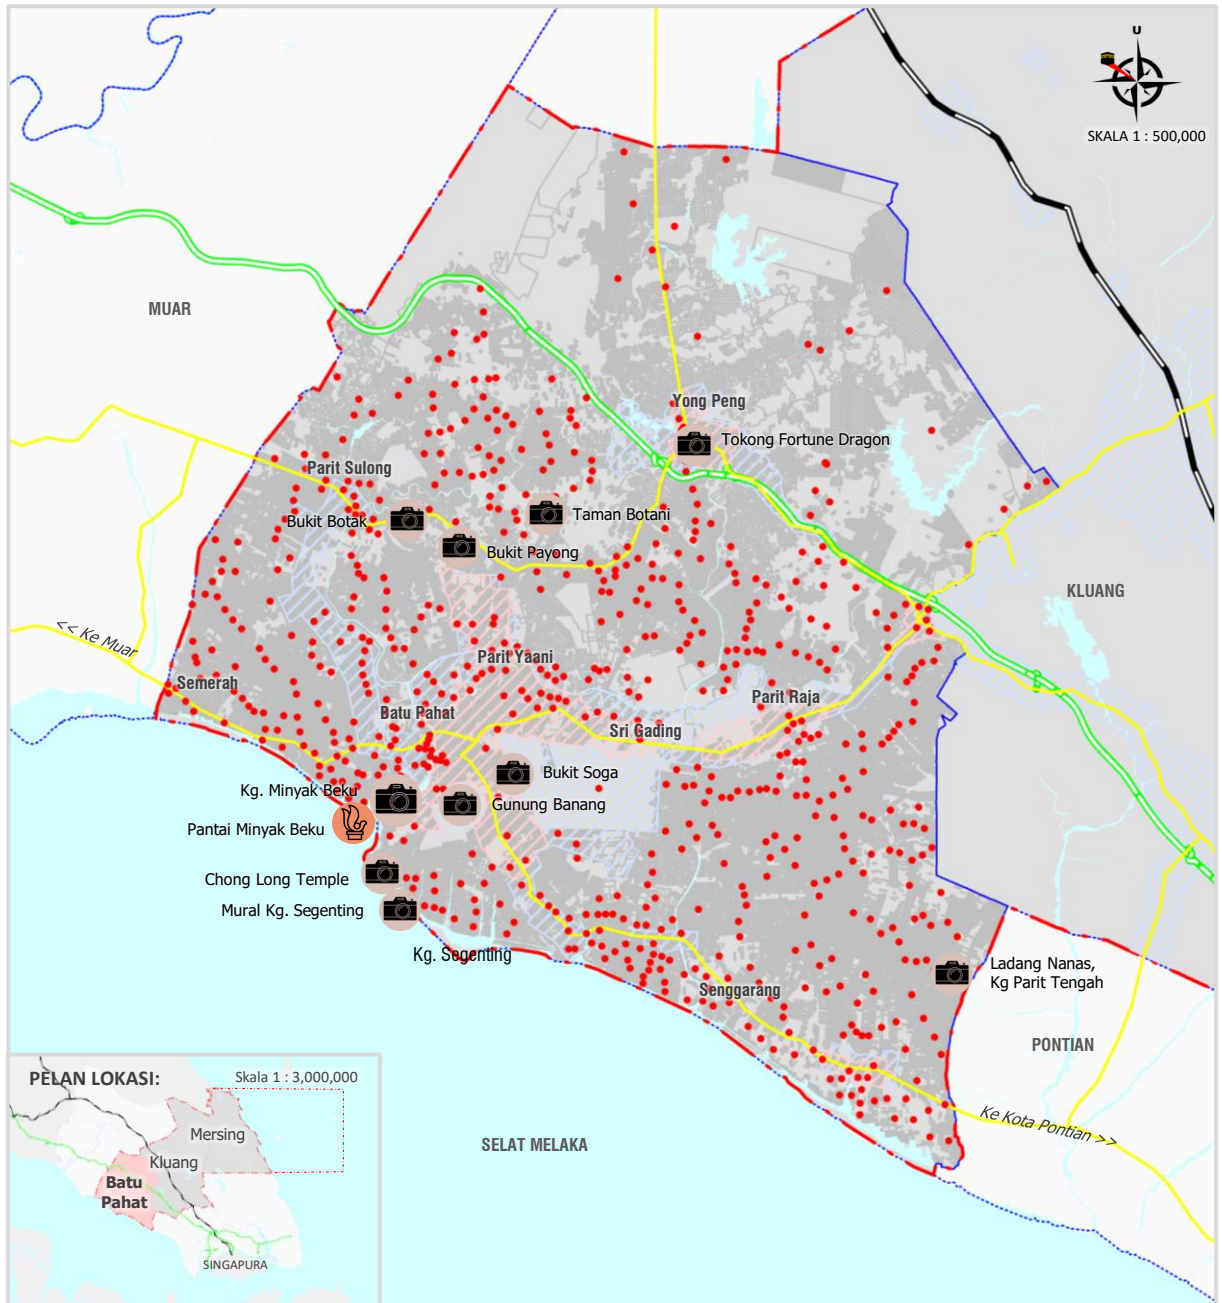 U
SKALA 1 : 500,000
MUAR
Yong Peng
Tokong Fortune Dragon
Parit Sulong
Bukit Botak
Taman Botani
Bukit Payong
KLUANG
<< Ke Muar
Parit Yaani
Semerah
Parit Raja
Batu Pahat
Sri Gading
Bukit Soga
Kg. Minyak Beku
Gunung Banang
Pantai Minyak Beku
Chong Long Temple
Mural Kg. Segenting
Kg. Segenting
Ladang Nanas,
Kg Parit Tengah
Senggarang
PONTIAN
Ke Kota Pontian >>
SELAT MELAKA
PELAN LOKASI:
Skala 1 : 3,000,000
Mersing
Kluang
Batu
Pahat
SINGAPURA